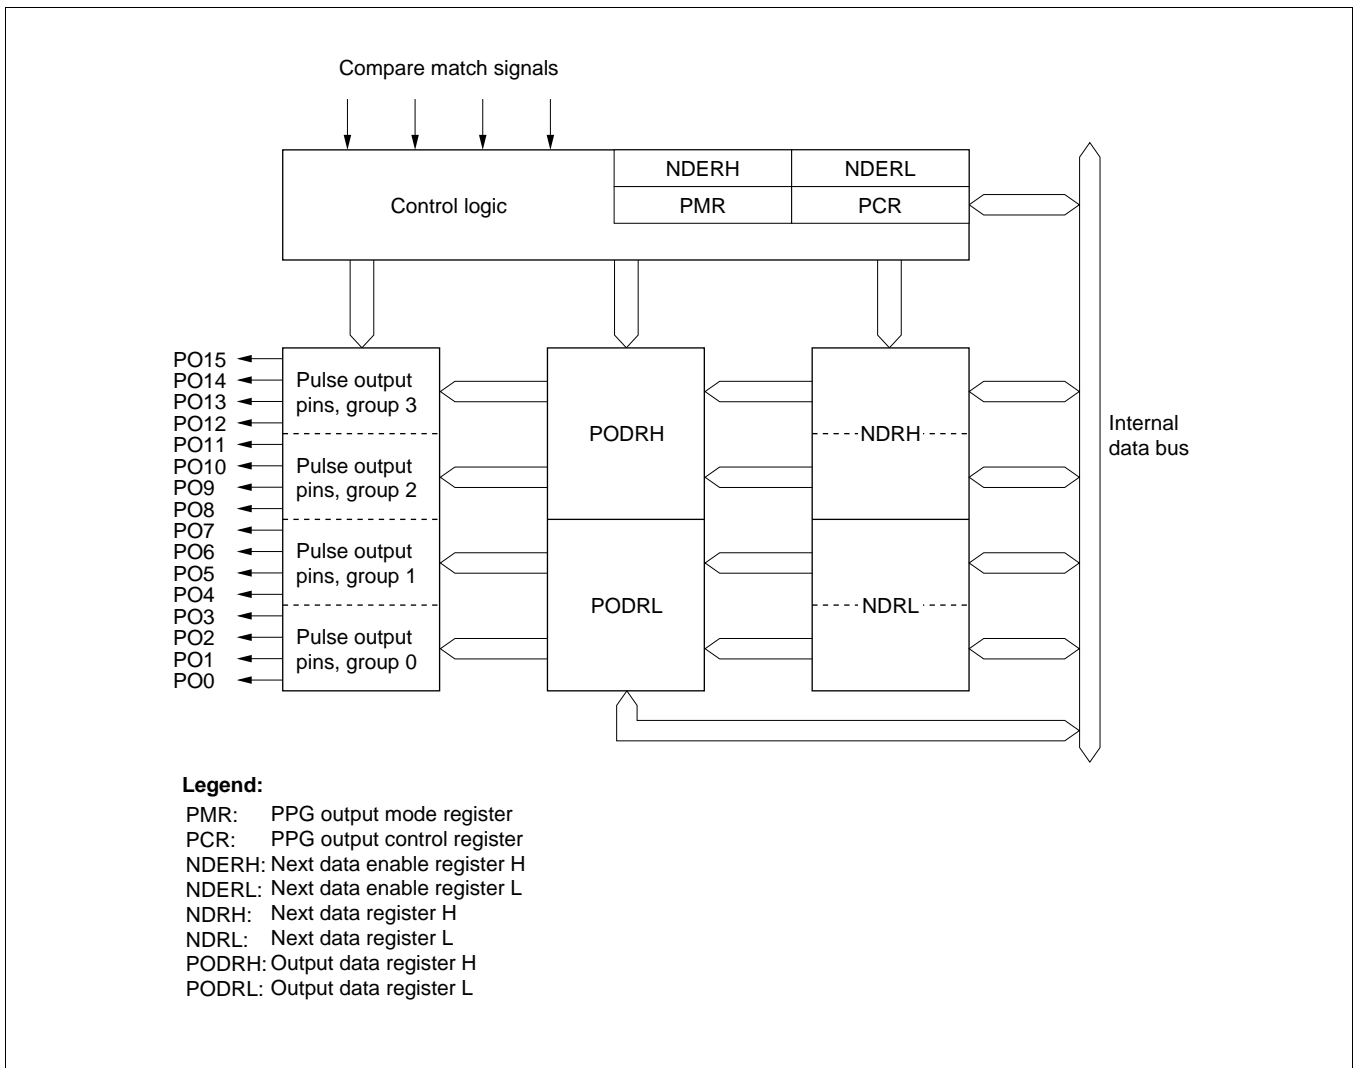 Compare match signals
Control logic
NDERH
NDERL
PMR
PCR
PO15
PO14
PO13
PO12
PO11
PO10
PO9
PO8
PO7
PO6
PO5
PO4
PO3
PO2
PO1
PO0
Pulse output
pins, group 3
Pulse output
pins, group 2
Pulse output
pins, group 1
Pulse output
pins, group 0
PODRH
PODRL
NDRH
NDRL
Internal
data bus
Legend:
PMR: PPG output mode register
PCR: PPG output control register
NDERH: Next data enable register H
NDERL: Next data enable register L
NDRH: Next data register H
NDRL: Next data register L
PODRH: Output data register H
PODRL: Output data register L